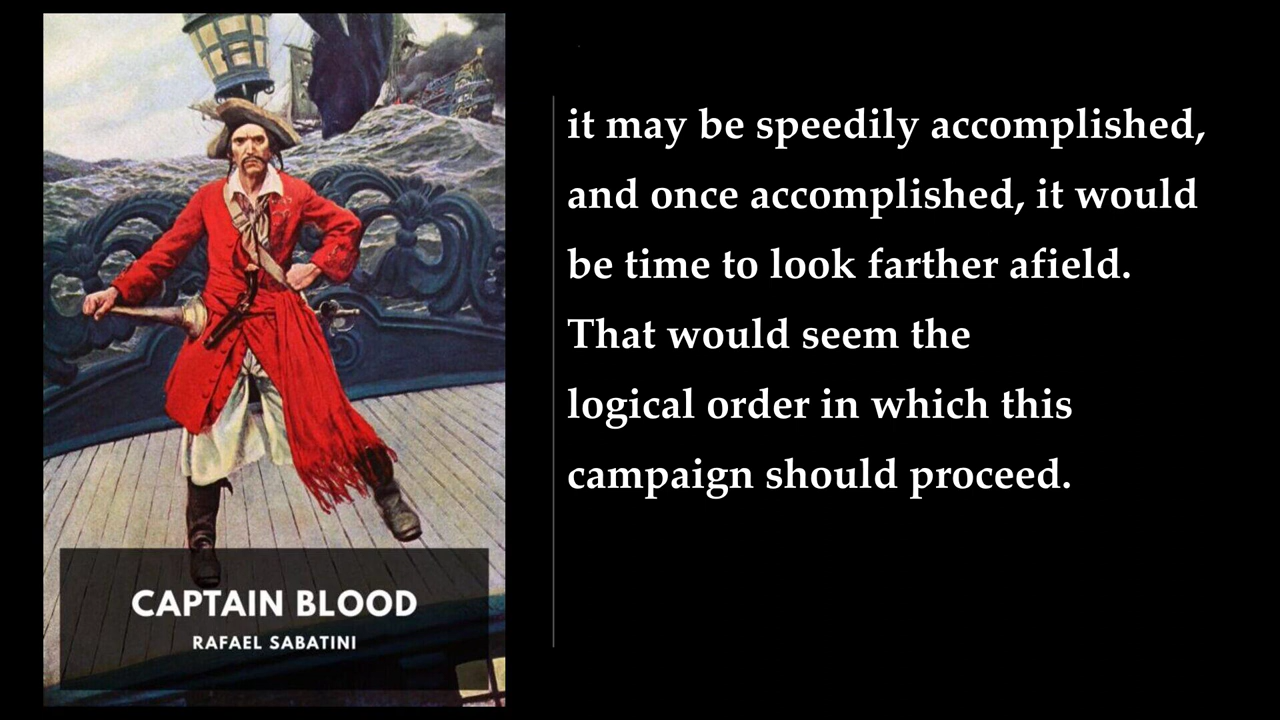 it may be speedily accomplished,
and once accomplished, it would
be time to look farther afield.
That would seem the
logical order in which this
campaign should proceed.
CAPTAIN BLOOD
RAFAEL SABATINI